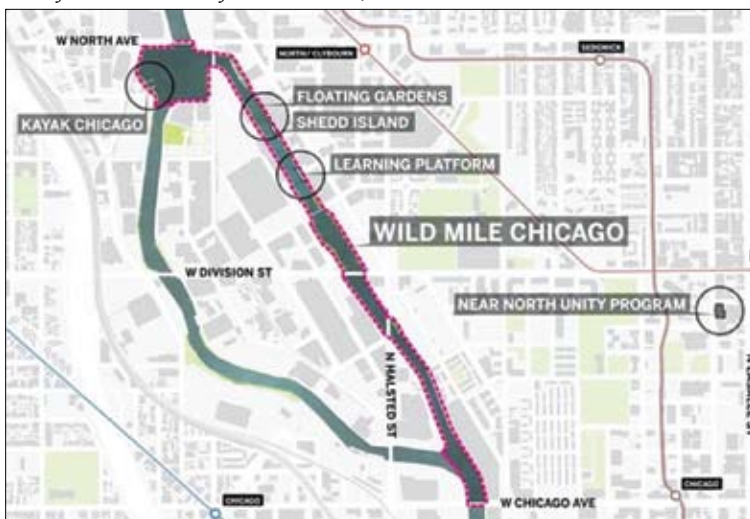 W NORTH AVE
NORTH/CLYBOURN
SEDGWICK
KAYAK CHICAGO
FLOATING GARDENS
SHEDD ISLAND
LEARNING PLATFORM
WILD MILE CHICAGO
W DIVISION ST
NEAR NORTH UNITY PROGRAM
N HALSTED ST
CHICAGO
CHICAGO
W CHICAGO AVE